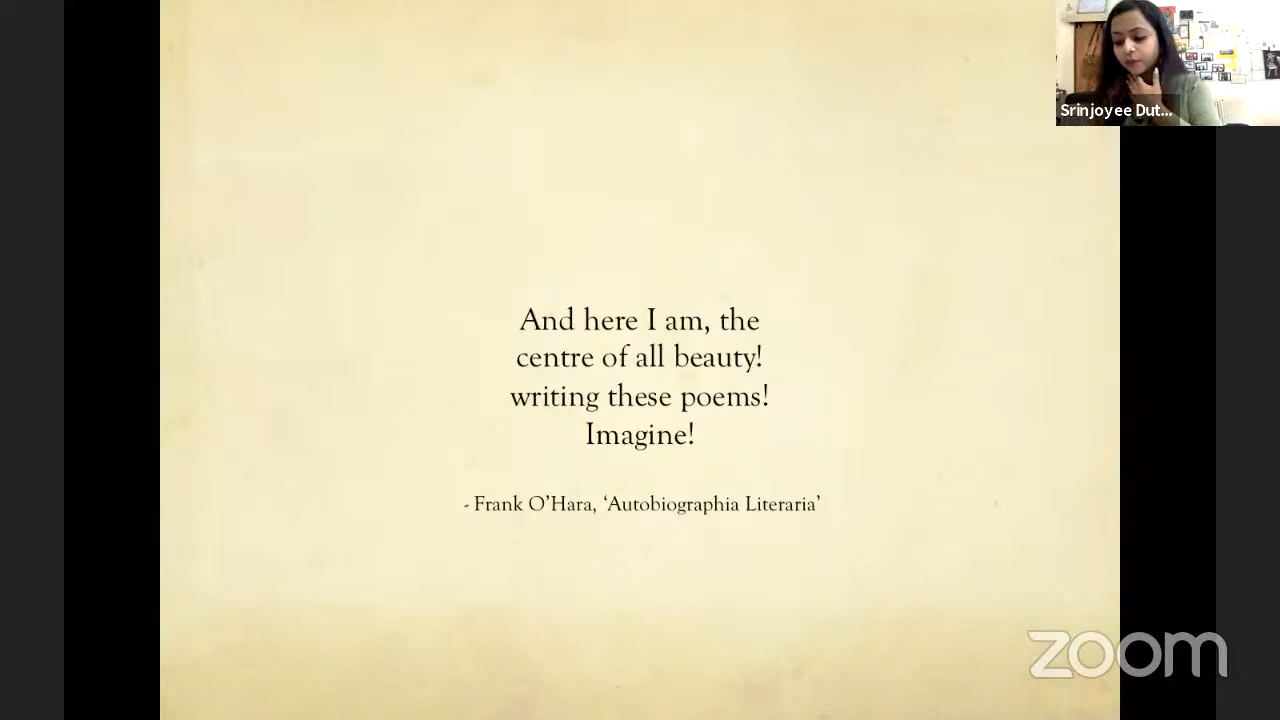 Srinjoyee Dut...
And here I am, the
centre of all beauty!
writing these poems!
Imagine!
- Frank O’Hara, ‘Autobiographia Literaria’
zoom